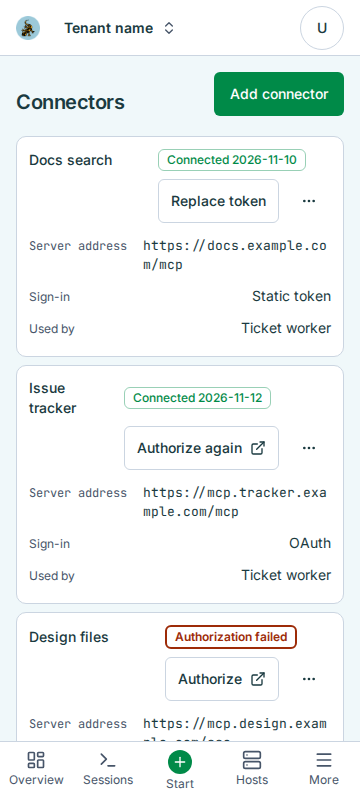 Tenant name
U
Connectors
Add connector
Docs search
Connected 2026-11-10
Replace token
Server address
https://docs.example.co
m/mcp
Sign-in
Static token
Used by
Ticket worker
Issue
tracker
Connected 2026-11-12
Authorize again
Server address
https://mcp.tracker.exa
mple.com/mcp
Sign-in
OAuth
Used by
Ticket worker
Design files
Authorization failed
Authorize
Server address
https://mcp.design.exam
Overview
Sessions
Start
Hosts
More